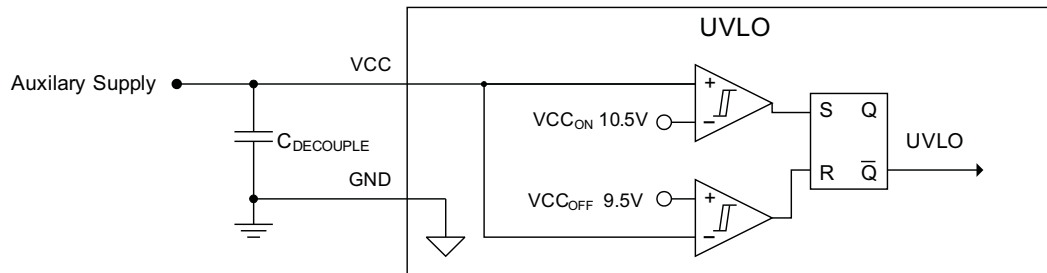 UVLO
Auxilary Supply
VCC
VCC_ON 10.5V
C_DECOUPLE
GND
VCC_OFF 9.5V
+
−
+
−
S Q
R Q̅
UVLO